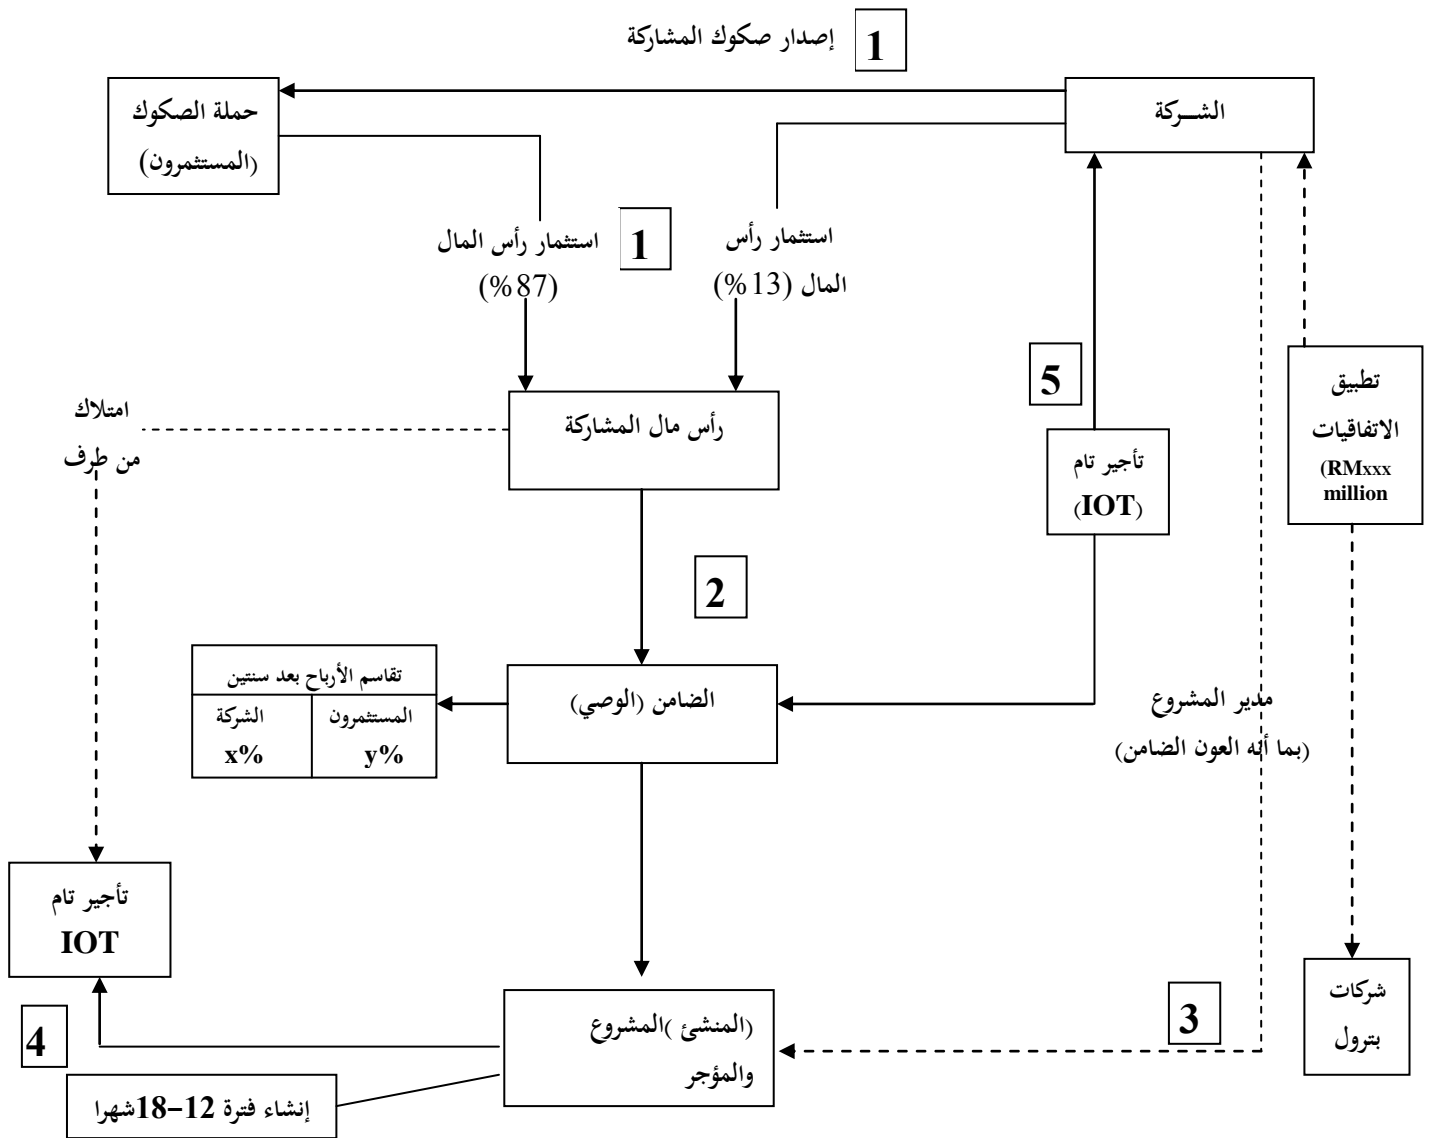 إصدار صكوك المشاركة
1
الشـــركة
حملة الصكوك
(المستثمرون)
استثمار رأس
المال (13%)
1
استثمار رأس المال
(87%)
تطبيق
الاتفاقيات
(RMxxx
million
5
تأجير تام
(IOT)
رأس مال المشاركة
امتلاك
من طرف
2
مدير المشروع
(بما أنه العون الضامن)
الضامن (الوصي)
تقاسم الأرباح بعد سنتين
المستثمرون
y%
الشركة
x%
تأجير تام
IOT
شركات
بترول
3
(المنشئ )المشروع
والمؤجر
4
إنشاء فترة 12–18شهرا